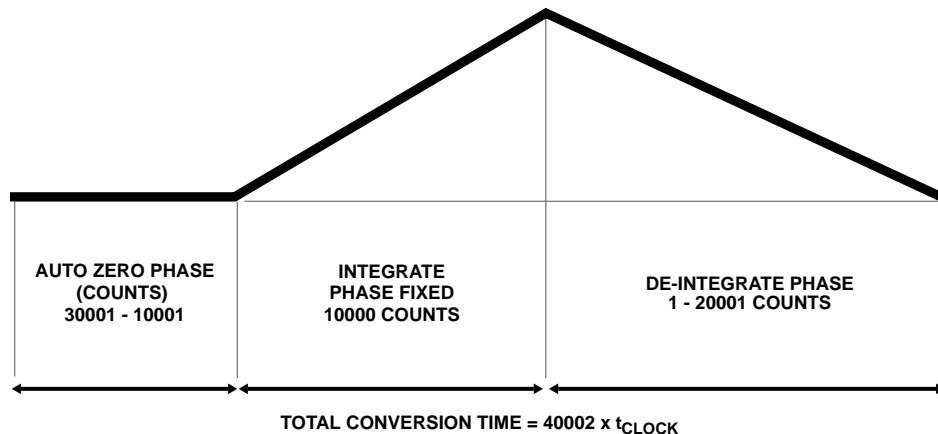 AUTO ZERO PHASE
(COUNTS)
30001 - 10001
INTEGRATE
PHASE FIXED
10000 COUNTS
DE-INTEGRATE PHASE
1 - 20001 COUNTS
TOTAL CONVERSION TIME = 40002 x tCLOCK